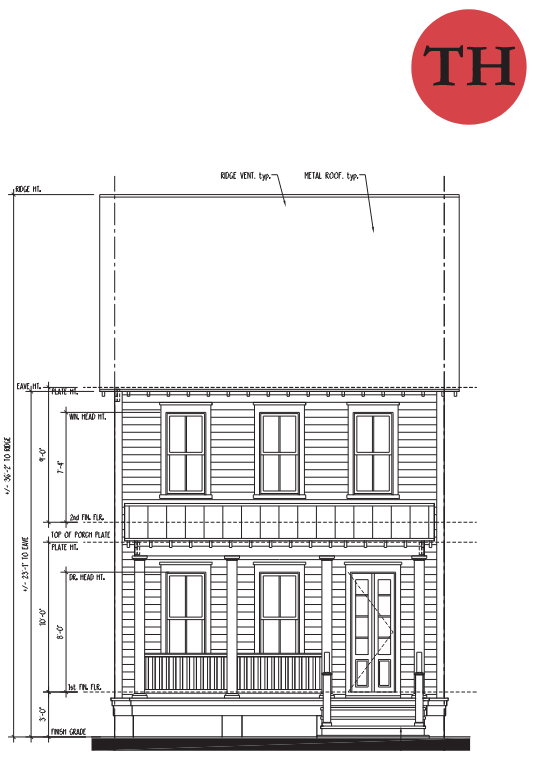 TH
RIDGE VENT. typ.
METAL ROOF. typ.
RIDGE HT.
EAVE HT.
PLATE HT.
WIN. HEAD HT.
9'-0"
7'-4"
+/- 36'-2" TO RIDGE
2nd FIN. FLR.
TOP OF PORCH PLATE
PLATE HT.
+/- 23'-1" TO EAVE
DR. HEAD HT.
10'-0"
8'-0"
1st FIN. FLR.
3'-0"
FINISH GRADE